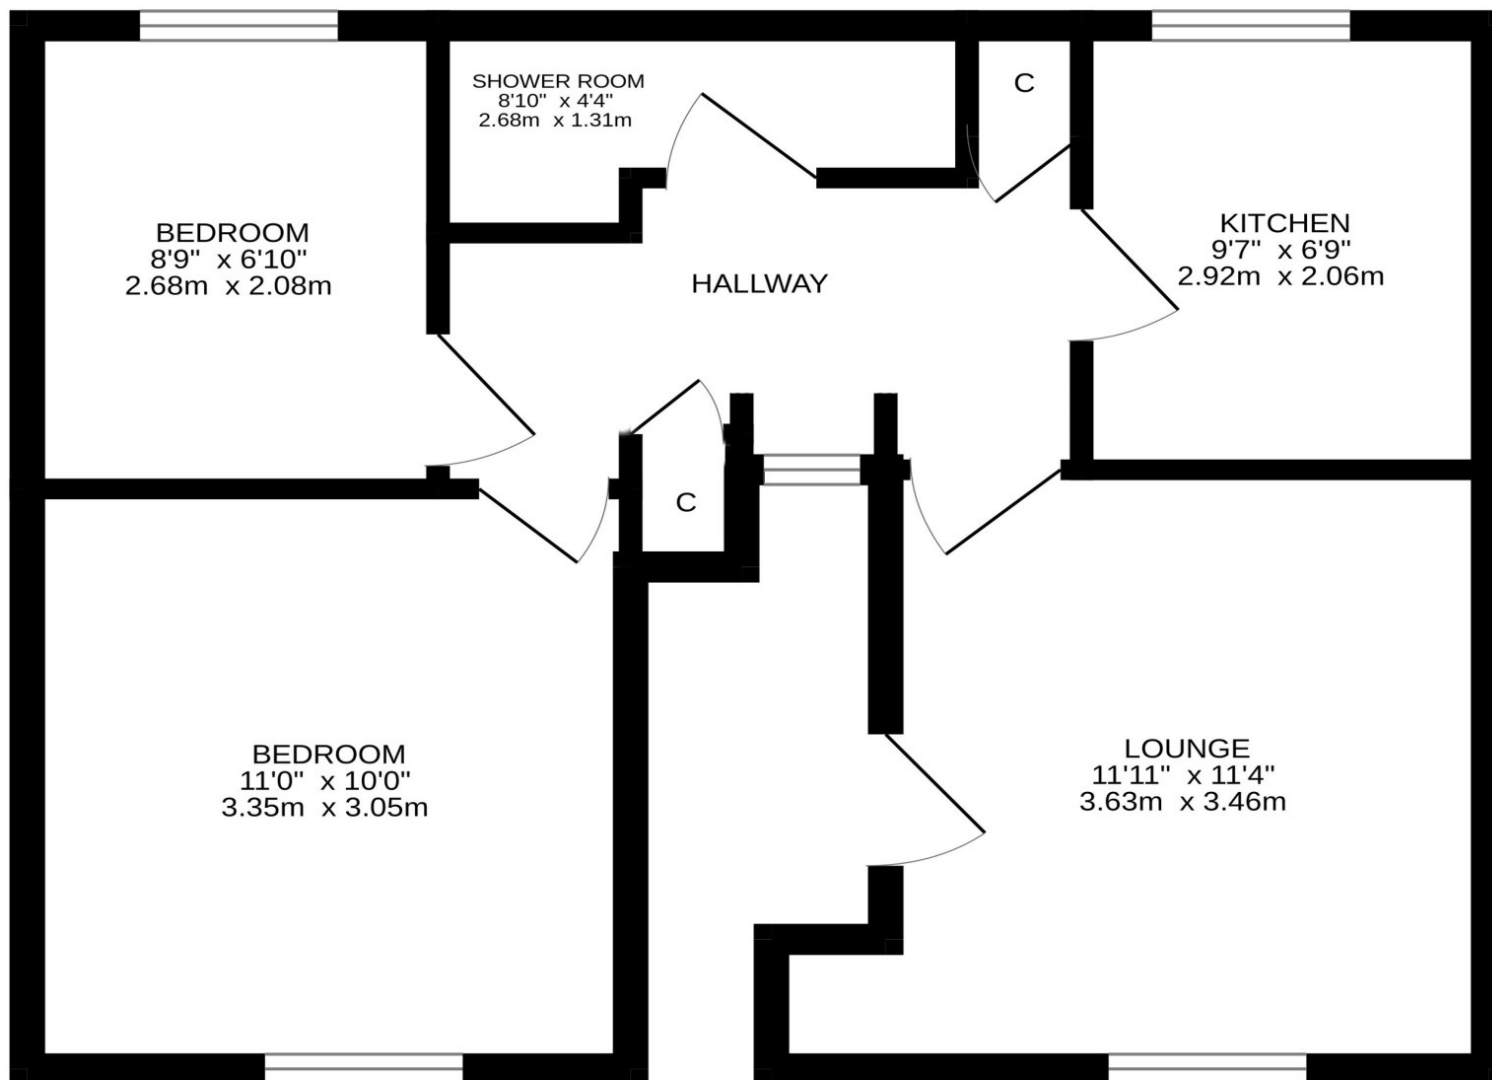 SHOWER ROOM
8'10" x 4'4"
2.68m x 1.31m
C
BEDROOM
8'9" x 6'10"
2.68m x 2.08m
HALLWAY
KITCHEN
9'7" x 6'9"
2.92m x 2.06m
C
BEDROOM
11'0" x 10'0"
3.35m x 3.05m
LOUNGE
11'11" x 11'4"
3.63m x 3.46m